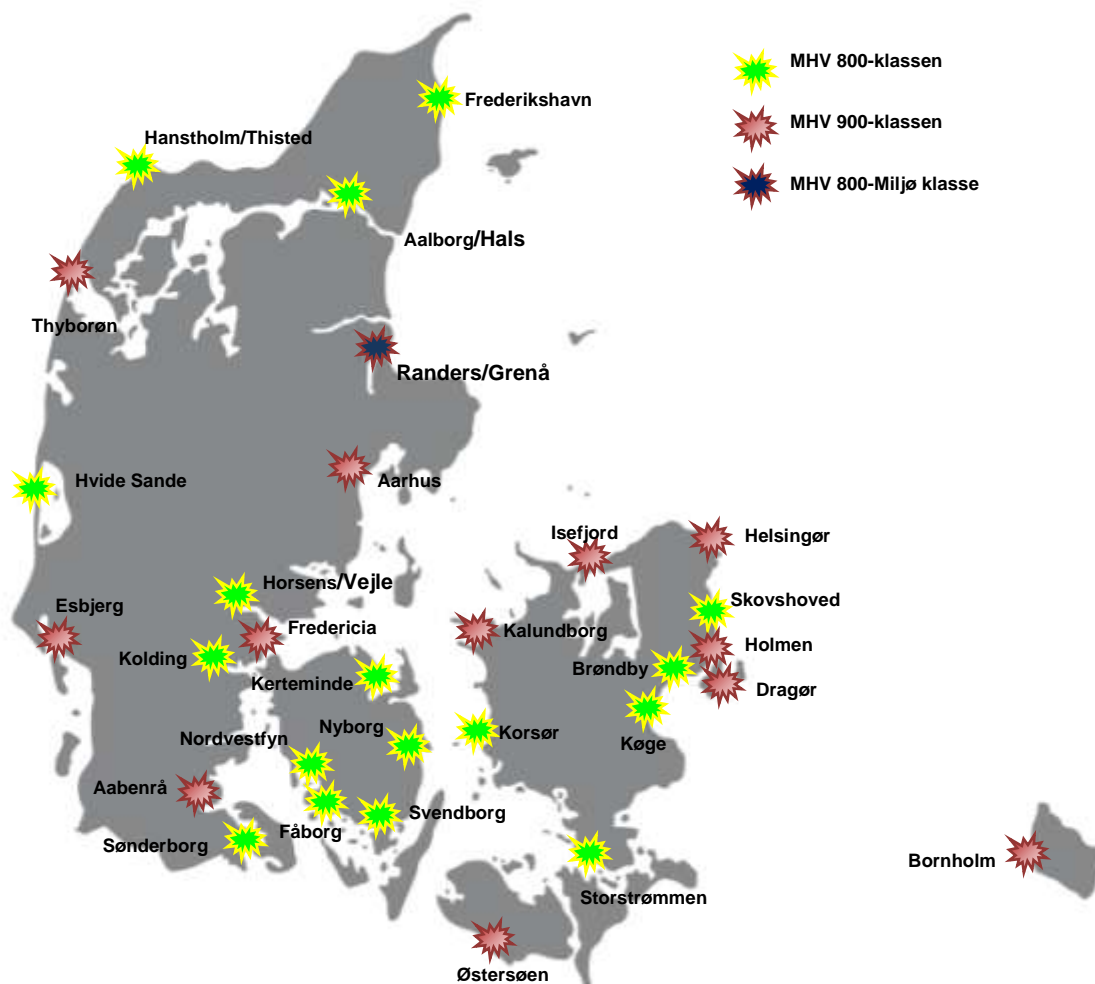 MHV 800-klassen
Frederikshavn
MHV 900-klassen
Hanstholm/Thisted
MHV 800-Miljø klasse
Aalborg/Hals
Thyborøn
Randers/Grenå
Hvide Sande
Aarhus
Isefjord
Helsingør
Horsens/Vejle
Skovshoved
Esbjerg
Fredericia
Kalundborg
Holmen
Kolding
Brøndby
Kerteminde
Dragør
Nyborg
Korsør
Nordvestfyn
Køge
Aabenrå
Svendborg
Fåborg
Sønderborg
Bornholm
Storstrømmen
Østersøen